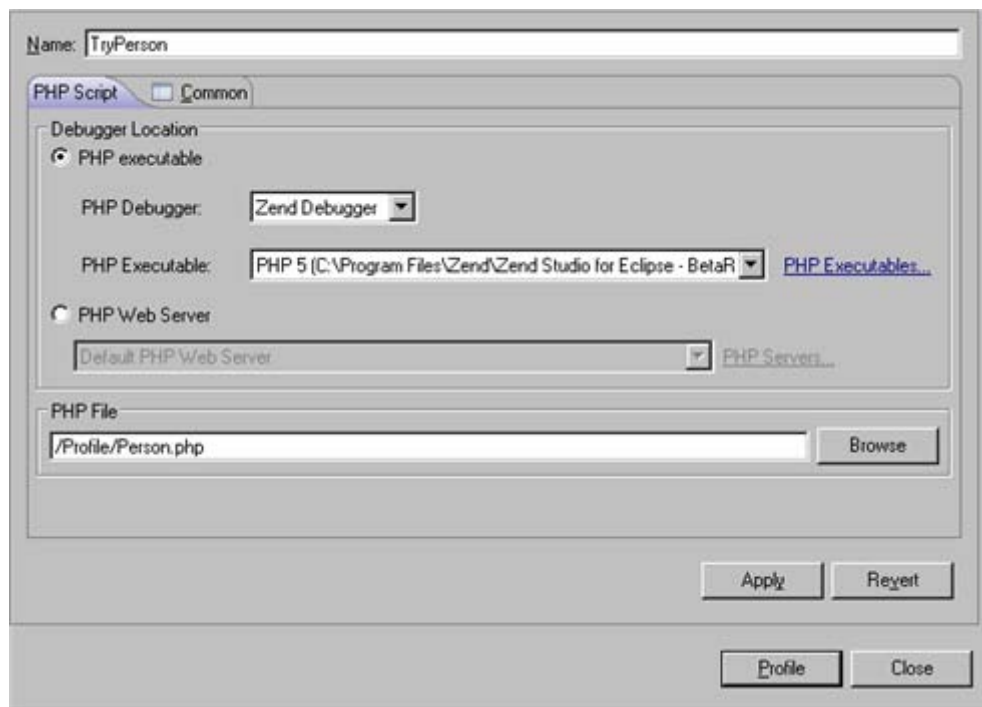 Name: TryPerson
PHP Script Common
Debugger Location
PHP executable
PHP Debugger: Zend Debugger
PHP Executable: PHP 5 (C:\Program Files\Zend\Zend Studio for Eclipse - BetaR PHP Executables...
PHP Web Server
Default PHP Web Server PHP Servers...
PHP File
/Profile/Person.php Browse
Apply Revert
Profile Close